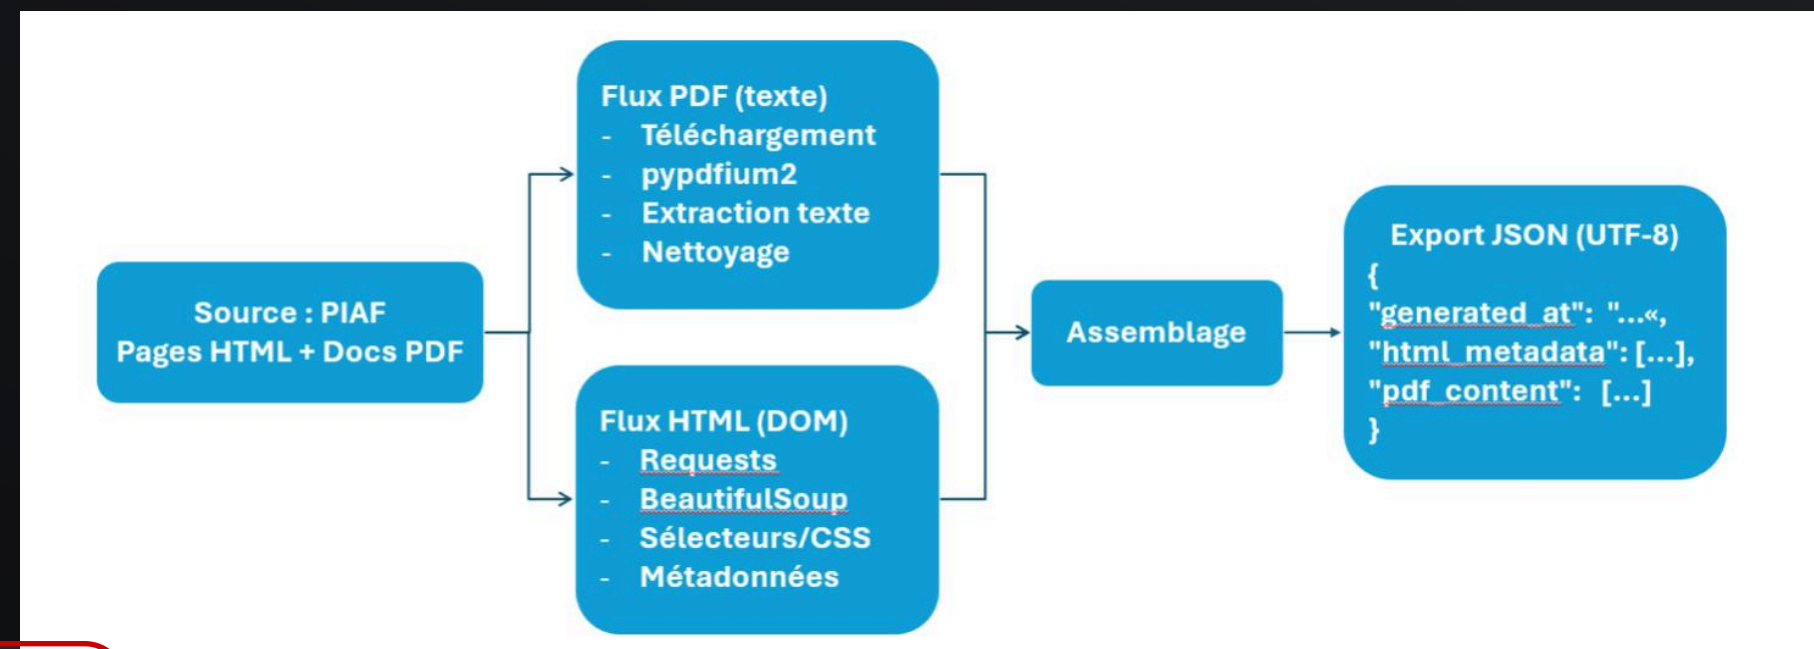 Source : PIAF
Pages HTML + Docs PDF
Flux PDF (texte)
- Téléchargement
- pypdfium2
- Extraction texte
- Nettoyage
Flux HTML (DOM)
- Requests
- BeautifulSoup
- Sélecteurs/CSS
- Métadonnées
Assemblage
Export JSON (UTF-8)
{
"generated_at": "...«,
"html_metadata": [...],
"pdf_content": [...]
}